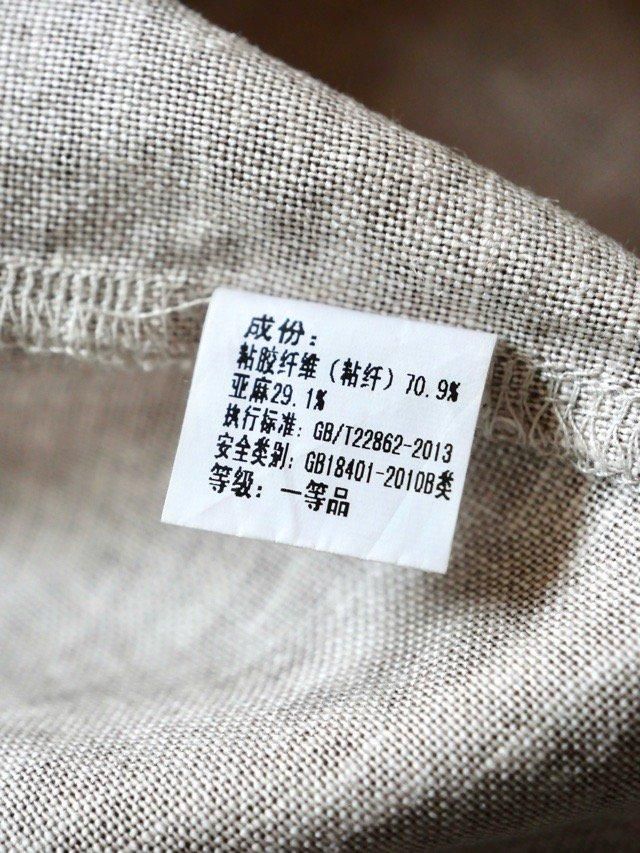 成份：
粘胶纤维（粘纤）70.9%
亚麻29.1%
执行标准：GB/T22862-2013
安全类别：GB18401-2010B类
等级：一等品